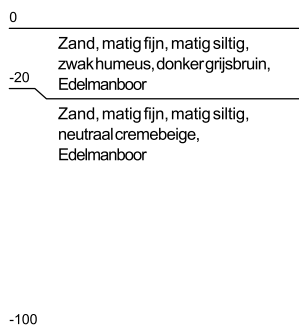 0
Zand, matig fijn, matig siltig,
zwak humeus, donker grijsbruin,
Edelmanboor
-20
Zand, matig fijn, matig siltig,
neutraal cremebeige,
Edelmanboor
-100